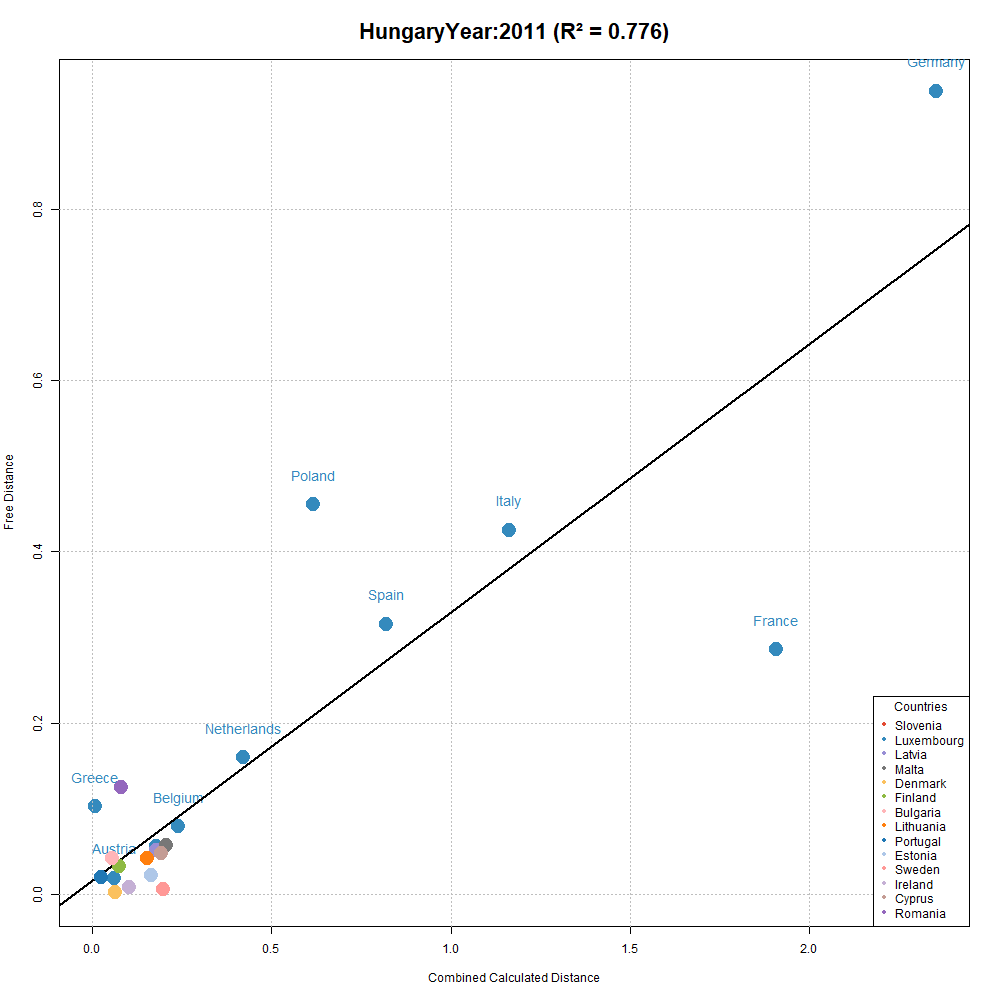 HungaryYear:2011 (R² = 0.776)
Germany
0.8
0.6
Free Distance
Poland
Italy
0.4
Spain
France
0.2
Netherlands
Greece
Belgium
Austria
0.0
Countries
Slovenia
Luxembourg
Latvia
Malta
Denmark
Finland
Bulgaria
Lithuania
Portugal
Estonia
Sweden
Ireland
Cyprus
Romania
0.0 0.5 1.0 1.5 2.0
Combined Calculated Distance